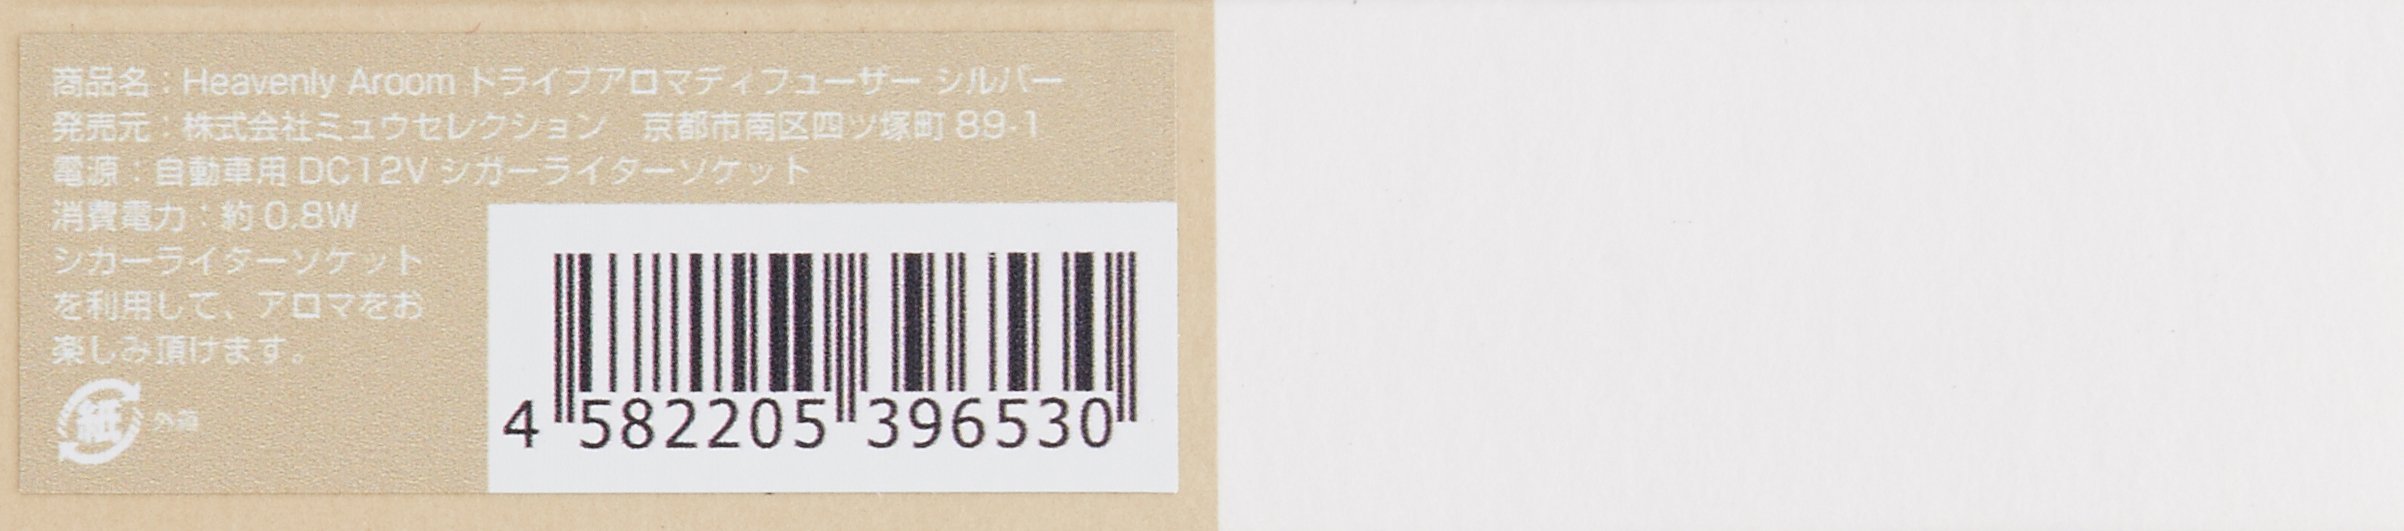 商品名：Heavenly Aroom ドライブアロマディフューザー シルバー
発売元：株式会社ミュウセレクション　京都市南区四ツ塚町 89-1
電源：自動車用 DC12V シガーライターソケット
消費電力：約 0.8W
シガーライターソケット
を利用して、アロマをお
楽しみ頂けます。
紙 外箱
4 582205 396530